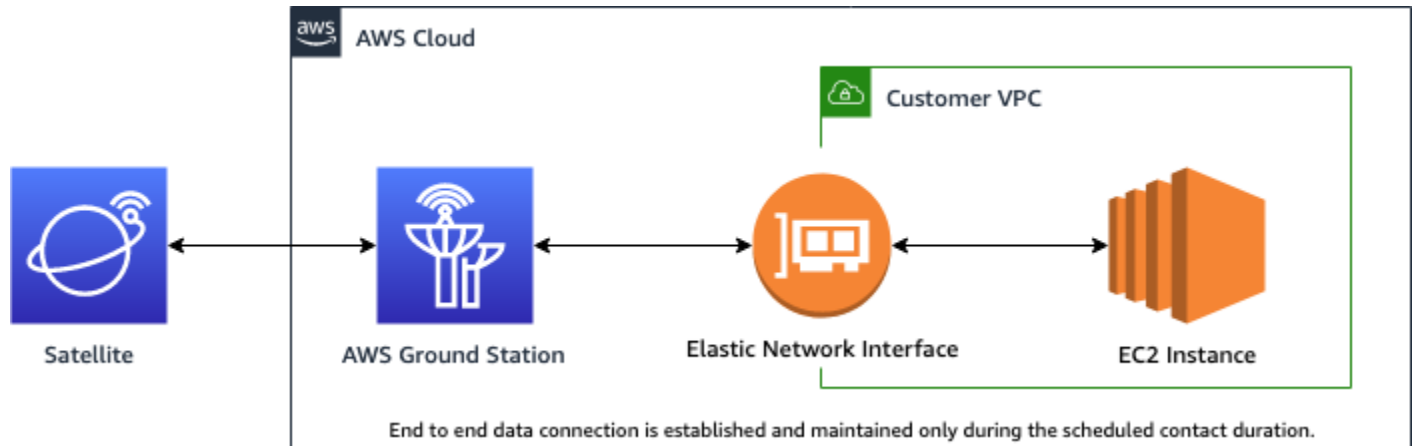 aws
AWS Cloud
Customer VPC
Satellite
AWS Ground Station
Elastic Network Interface
EC2 Instance
End to end data connection is established and maintained only during the scheduled contact duration.